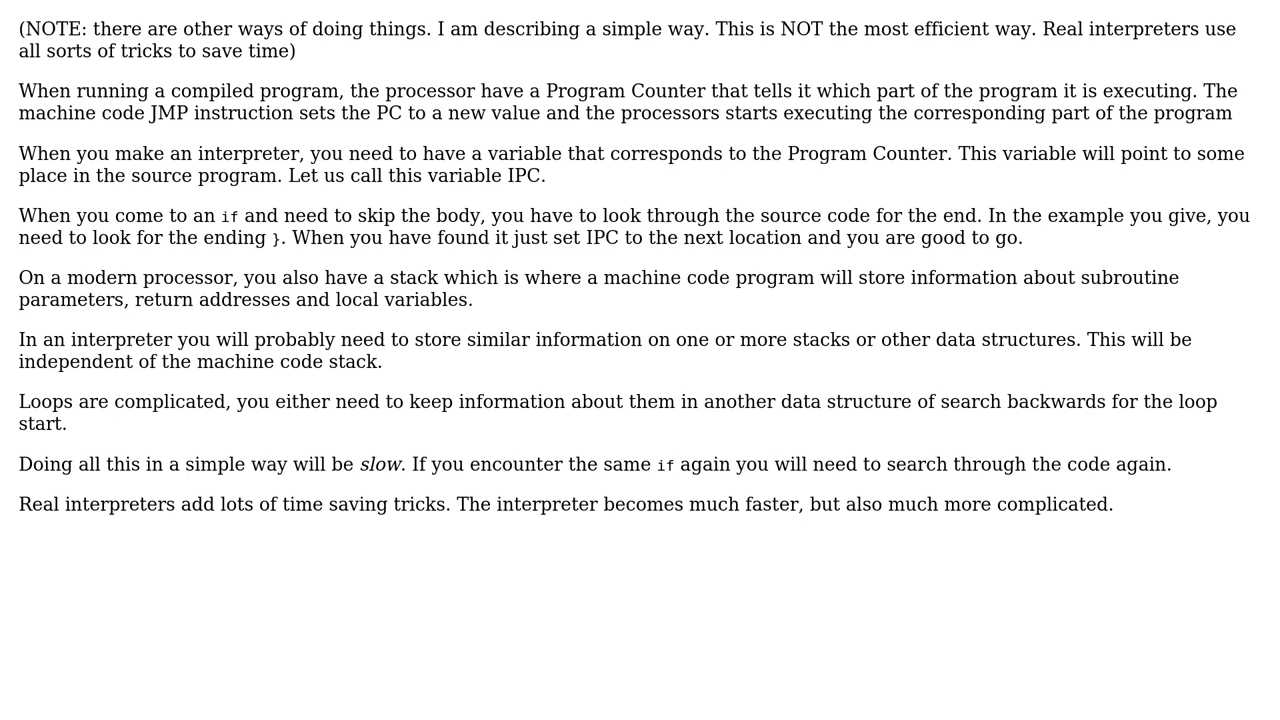 (NOTE: there are other ways of doing things. I am describing a simple way. This is NOT the most efficient way. Real interpreters use
all sorts of tricks to save time)
When running a compiled program, the processor have a Program Counter that tells it which part of the program it is executing. The
machine code JMP instruction sets the PC to a new value and the processors starts executing the corresponding part of the program
When you make an interpreter, you need to have a variable that corresponds to the Program Counter. This variable will point to some
place in the source program. Let us call this variable IPC.
When you come to an if and need to skip the body, you have to look through the source code for the end. In the example you give, you
need to look for the ending }. When you have found it just set IPC to the next location and you are good to go.
On a modern processor, you also have a stack which is where a machine code program will store information about subroutine
parameters, return addresses and local variables.
In an interpreter you will probably need to store similar information on one or more stacks or other data structures. This will be
independent of the machine code stack.
Loops are complicated, you either need to keep information about them in another data structure of search backwards for the loop
start.
Doing all this in a simple way will be slow. If you encounter the same if again you will need to search through the code again.
Real interpreters add lots of time saving tricks. The interpreter becomes much faster, but also much more complicated.